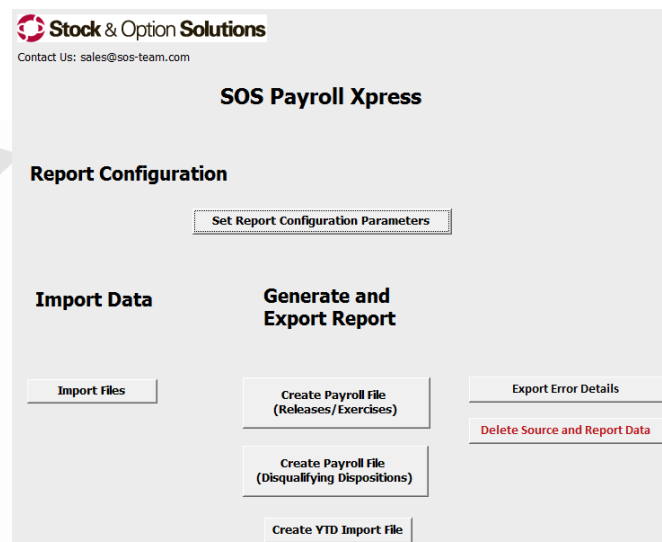 Stock & Option Solutions
Contact Us: sales@sos-team.com
SOS Payroll Xpress
Report Configuration
Set Report Configuration Parameters
Import Data
Generate and
Export Report
Import Files
Create Payroll File
(Releases/Exercises)
Export Error Details
Delete Source and Report Data
Create Payroll File
(Disqualifying Dispositions)
Create YTD Import File